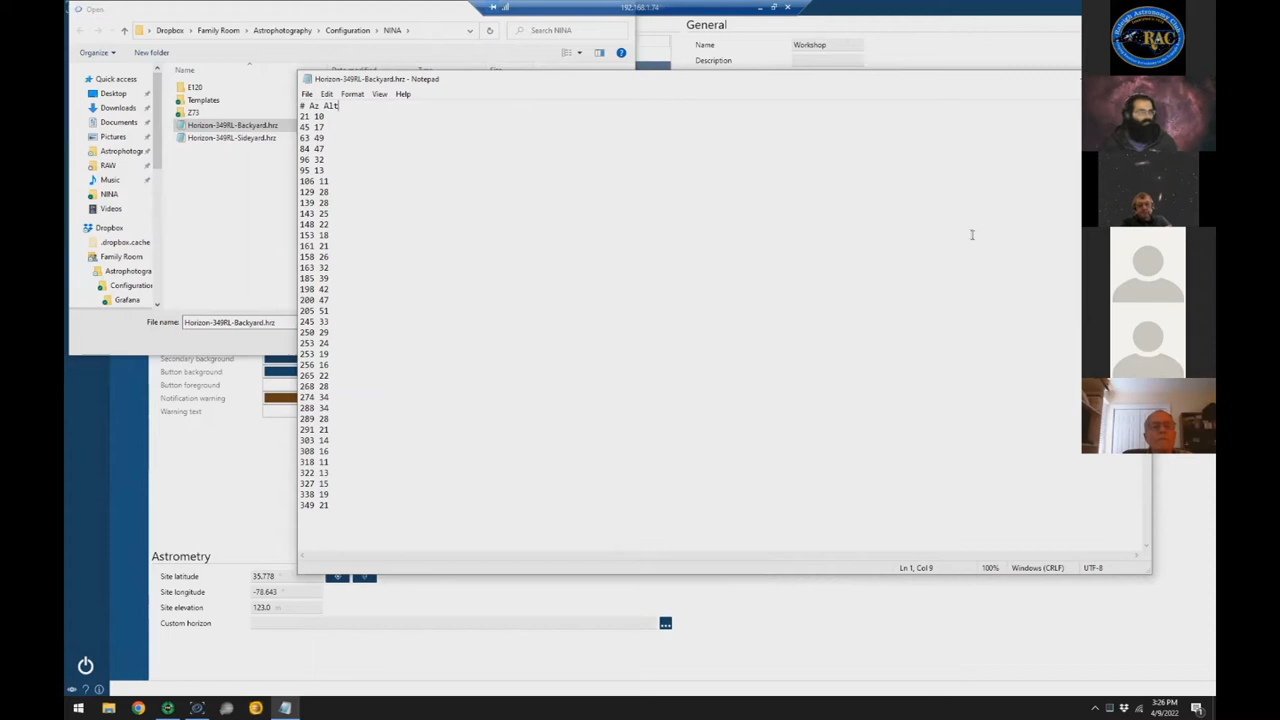 Open
192.168.1.74
Dropbox > Family Room > Astrophotography > Configuration > NINA >
Search NINA
Organize
New folder
Name
Quick access
Desktop
Downloads
Documents
Pictures
Astrophotog
RAW
Music
NINA
Videos
Dropbox
.dropbox.cache
Family Room
Astrophotogra
Configuration
Grafana
E120
Templates
Z73
Horizon-349RL-Backyard.hrz
Horizon-349RL-Sideyard.hrz
File name:
Horizon-349RL-Backyard.hrz
General
Name
Workshop
Description
Horizon-349RL-Backyard.hrz - Notepad
File Edit Format View Help
# Az Alt
21 10
45 17
63 49
84 47
96 32
95 13
106 11
129 28
139 28
143 25
148 22
153 18
161 21
158 26
163 32
185 39
198 42
200 47
205 51
245 33
250 29
253 24
253 19
256 16
265 22
268 28
274 34
288 34
289 28
291 21
303 14
308 16
318 11
322 13
327 15
338 19
349 21
Ln 1, Col 9
100%
Windows (CRLF)
UTF-8
Secondary background
Button background
Button foreground
Notification warning
Warning text
Astrometry
Site latitude
35.778
Site longitude
-78.643
Site elevation
123.0
Custom horizon
...
Raleigh Astronomy Club
RAC
3:26 PM
4/9/2022